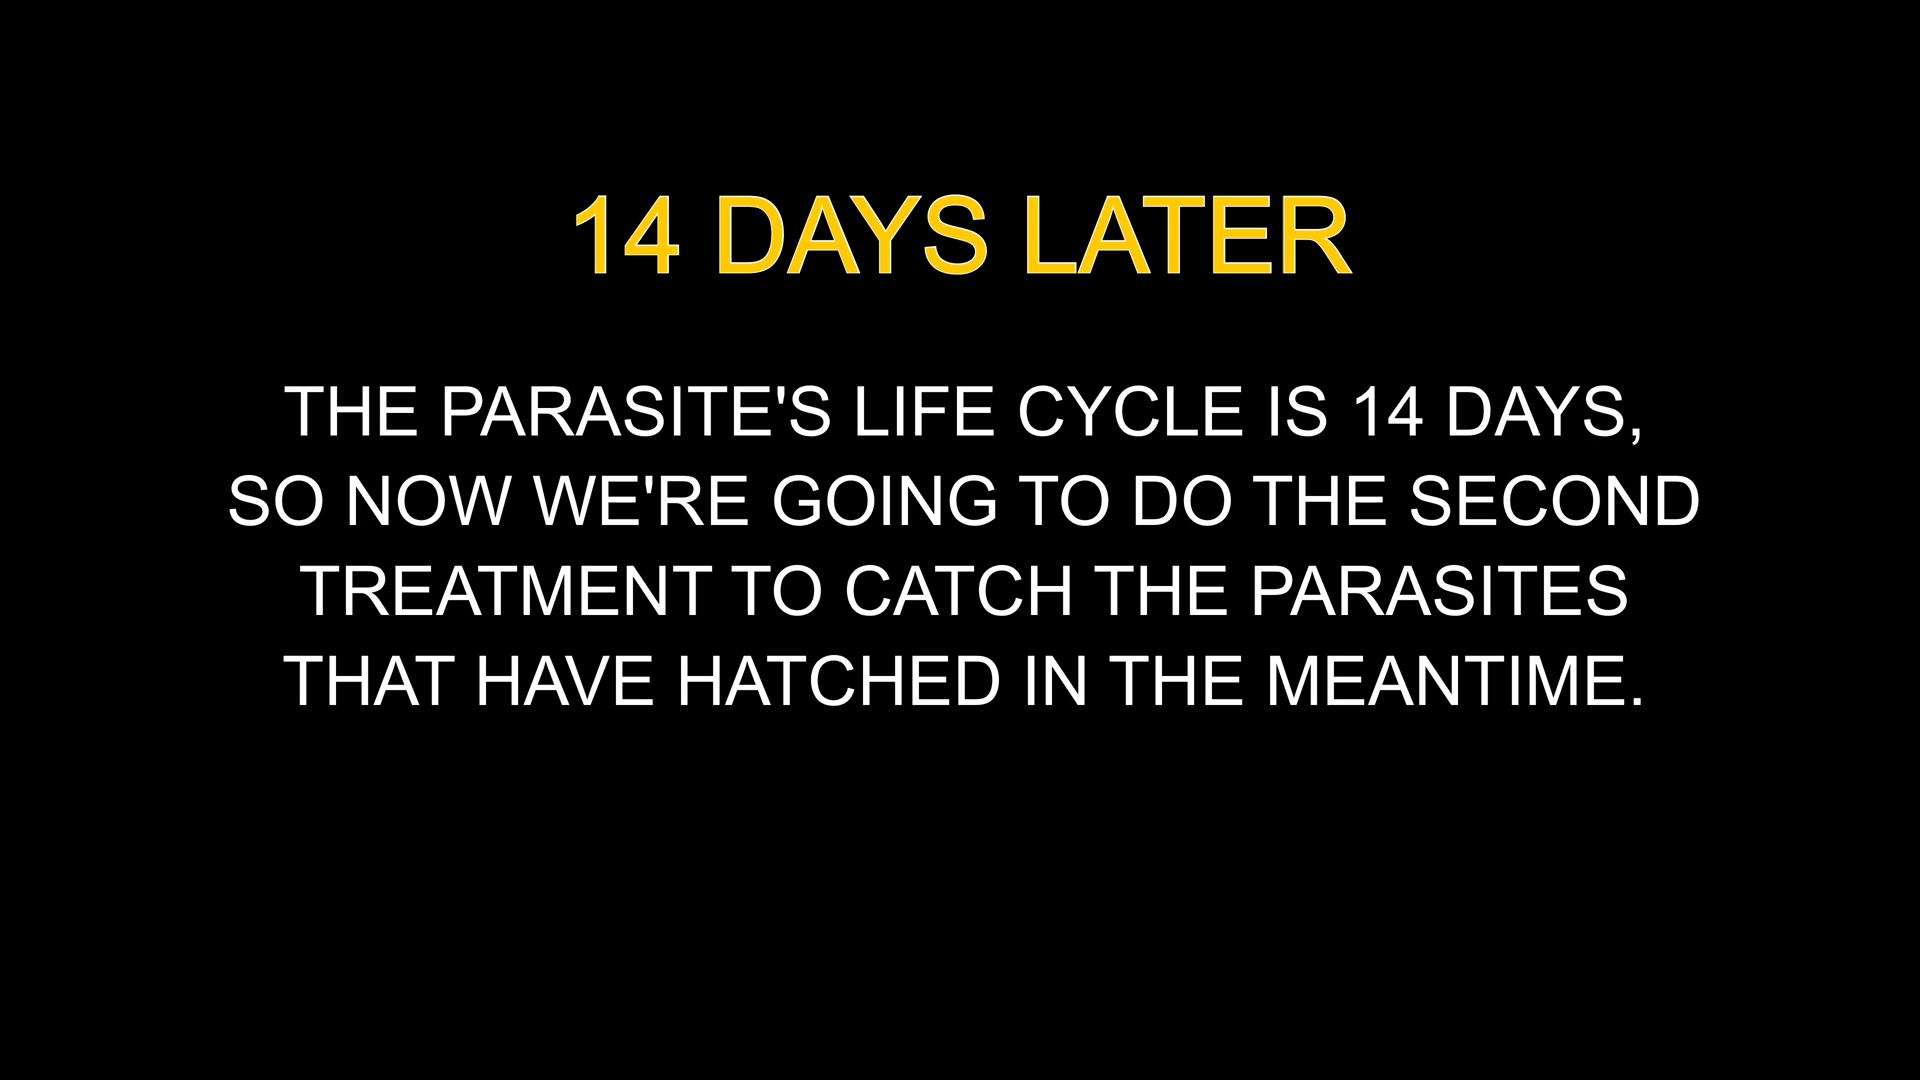 14 DAYS LATER
THE PARASITE'S LIFE CYCLE IS 14 DAYS,
SO NOW WE'RE GOING TO DO THE SECOND
TREATMENT TO CATCH THE PARASITES
THAT HAVE HATCHED IN THE MEANTIME.